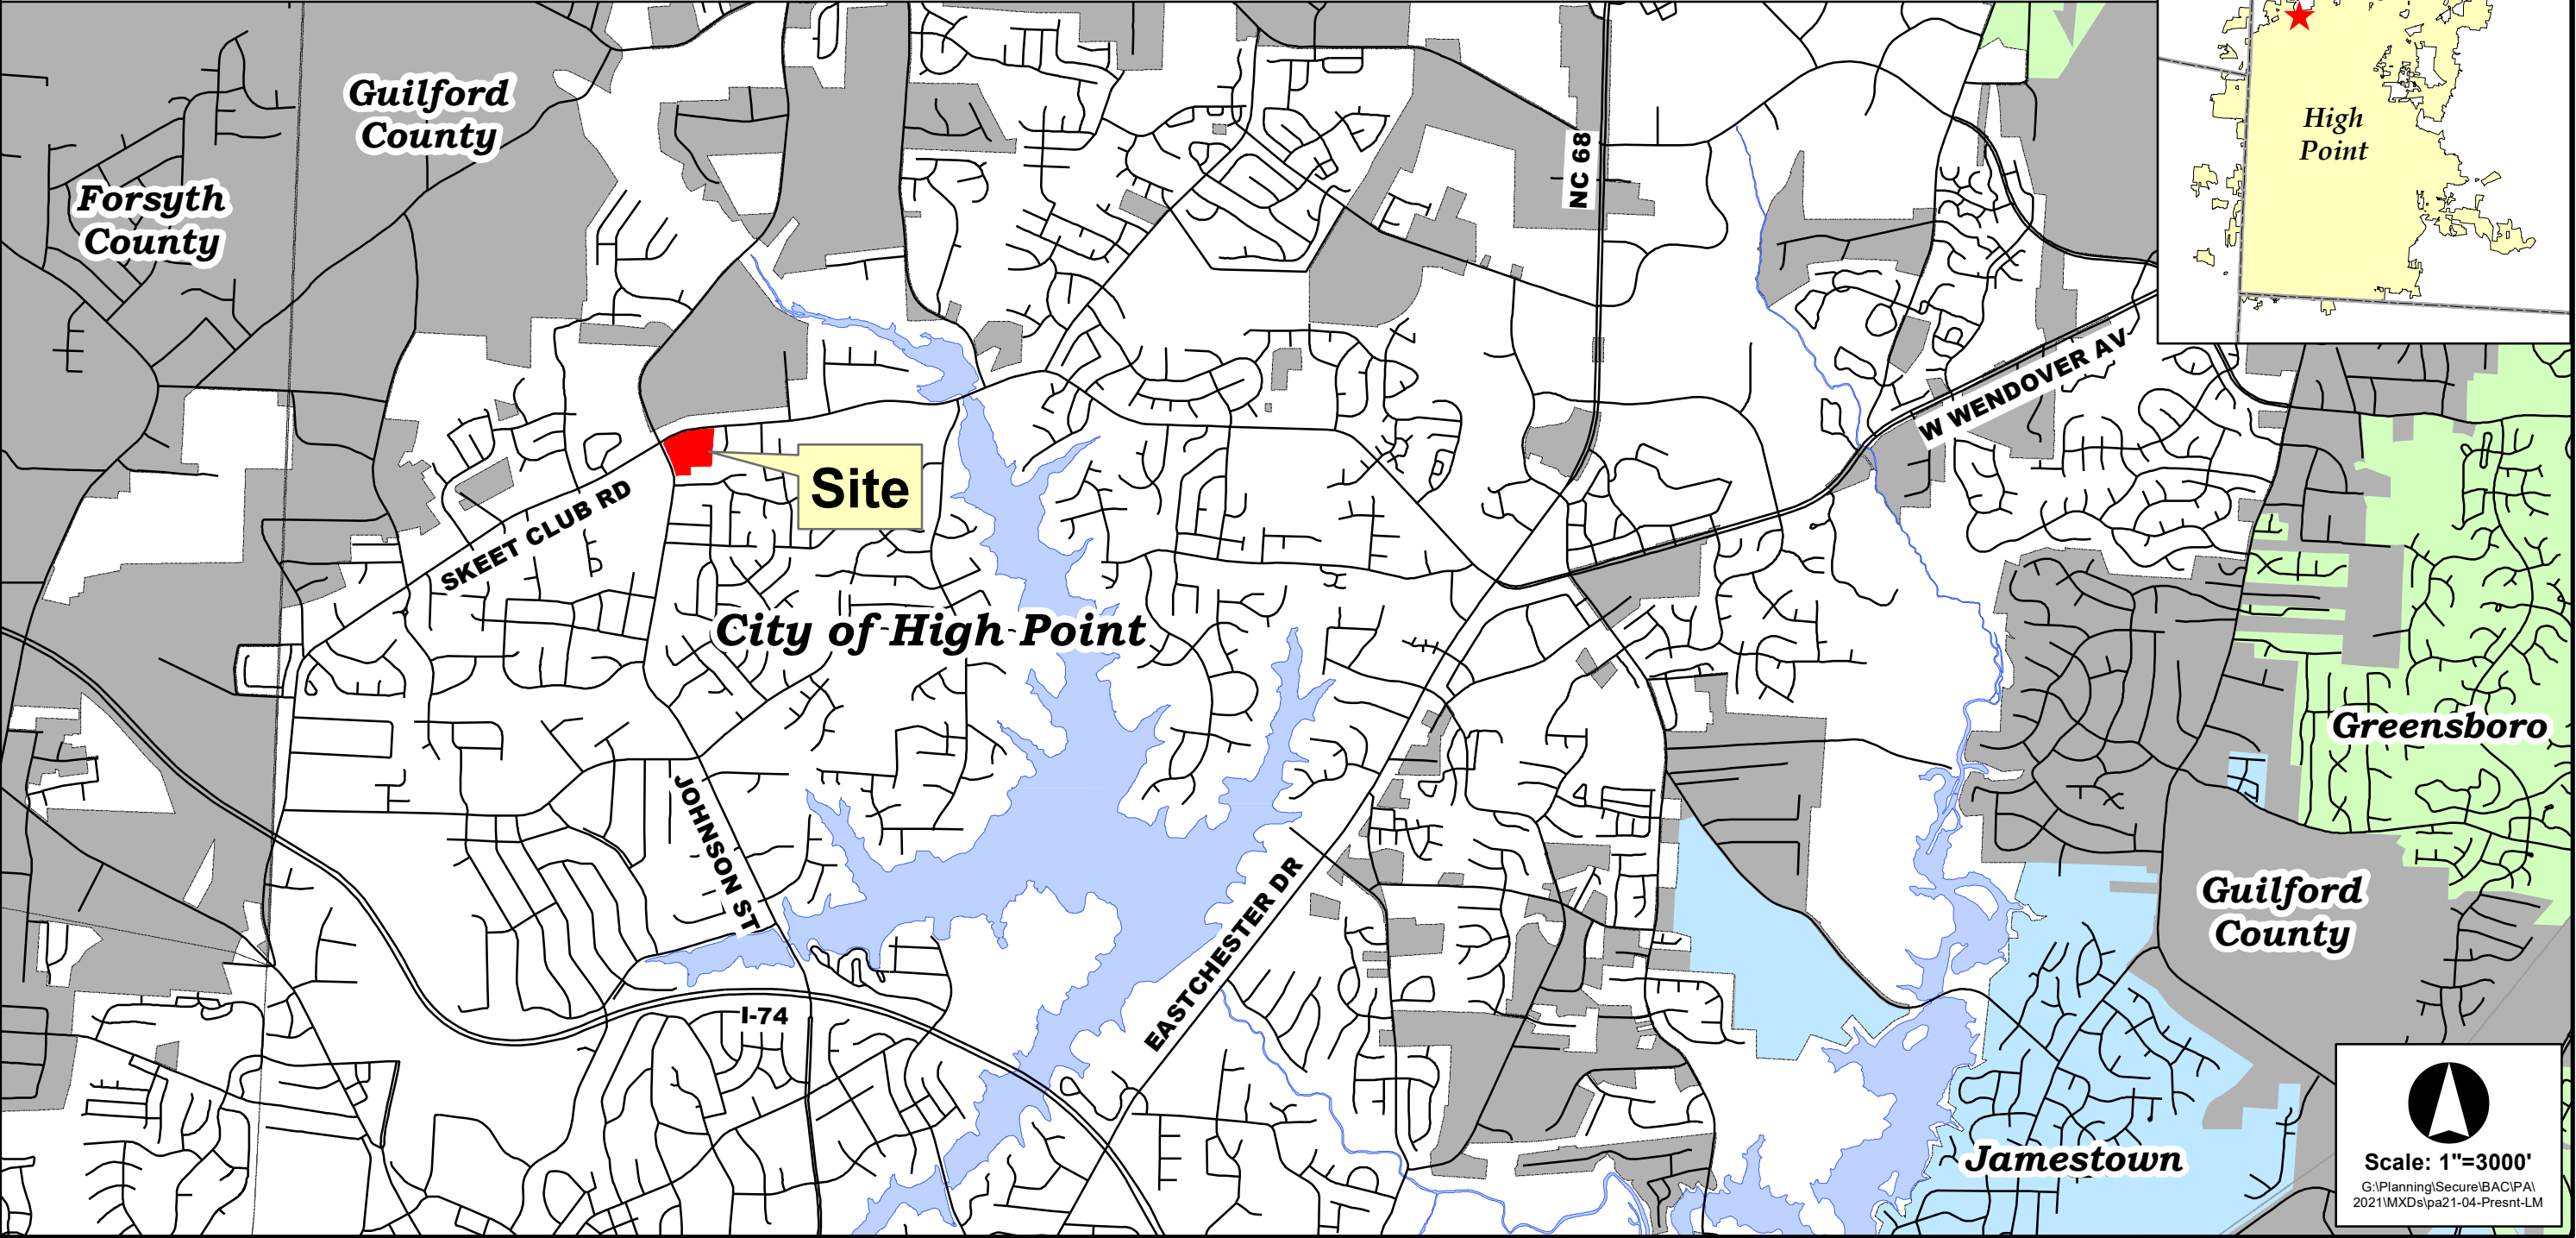 Guilford
County
Forsyth
County
NC 68
High
Point
W WENDOVER AV
Site
SKEET CLUB RD
City of High Point
Greensboro
JOHNSON ST
Guilford
County
EASTCHESTER DR
I-74
Jamestown
Scale: 1"=3000'
G:\Planning\Secure\BAC\PA\
2021\MXDs\pa21-04-Presnt-LM